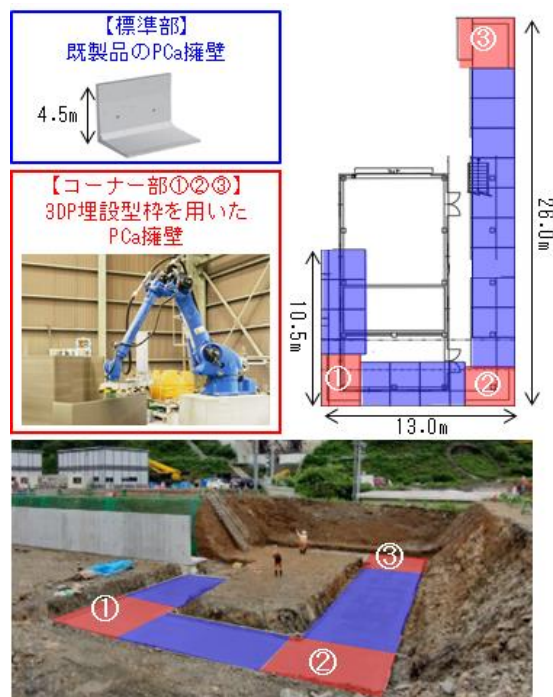 【標準部】
既製品のPCa擁壁
4.5m
【コーナー部①②③】
3DP埋設型枠を用いた
PCa擁壁
③
26.0m
10.5m
①
②
13.0m
③
①
②